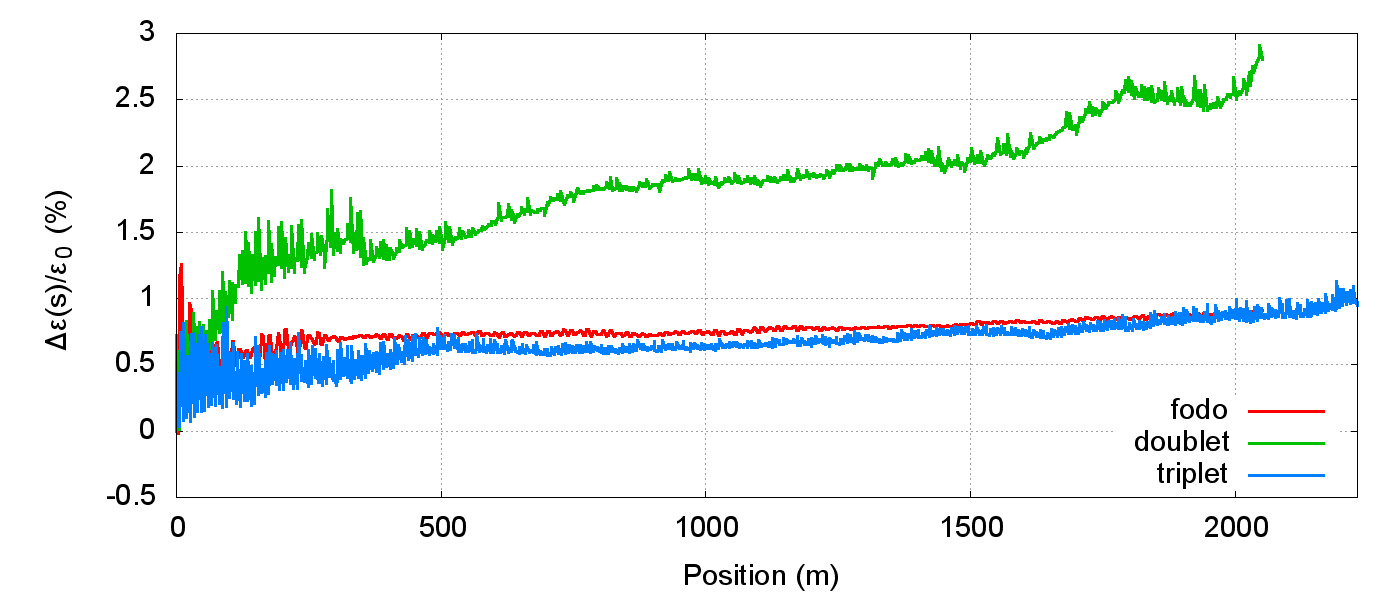 3
2.5
2
1.5
1
0.5
0
-0.5
Δε(s)/ε0 (%)
fodo
doublet
triplet
0 500 1000 1500 2000
Position (m)